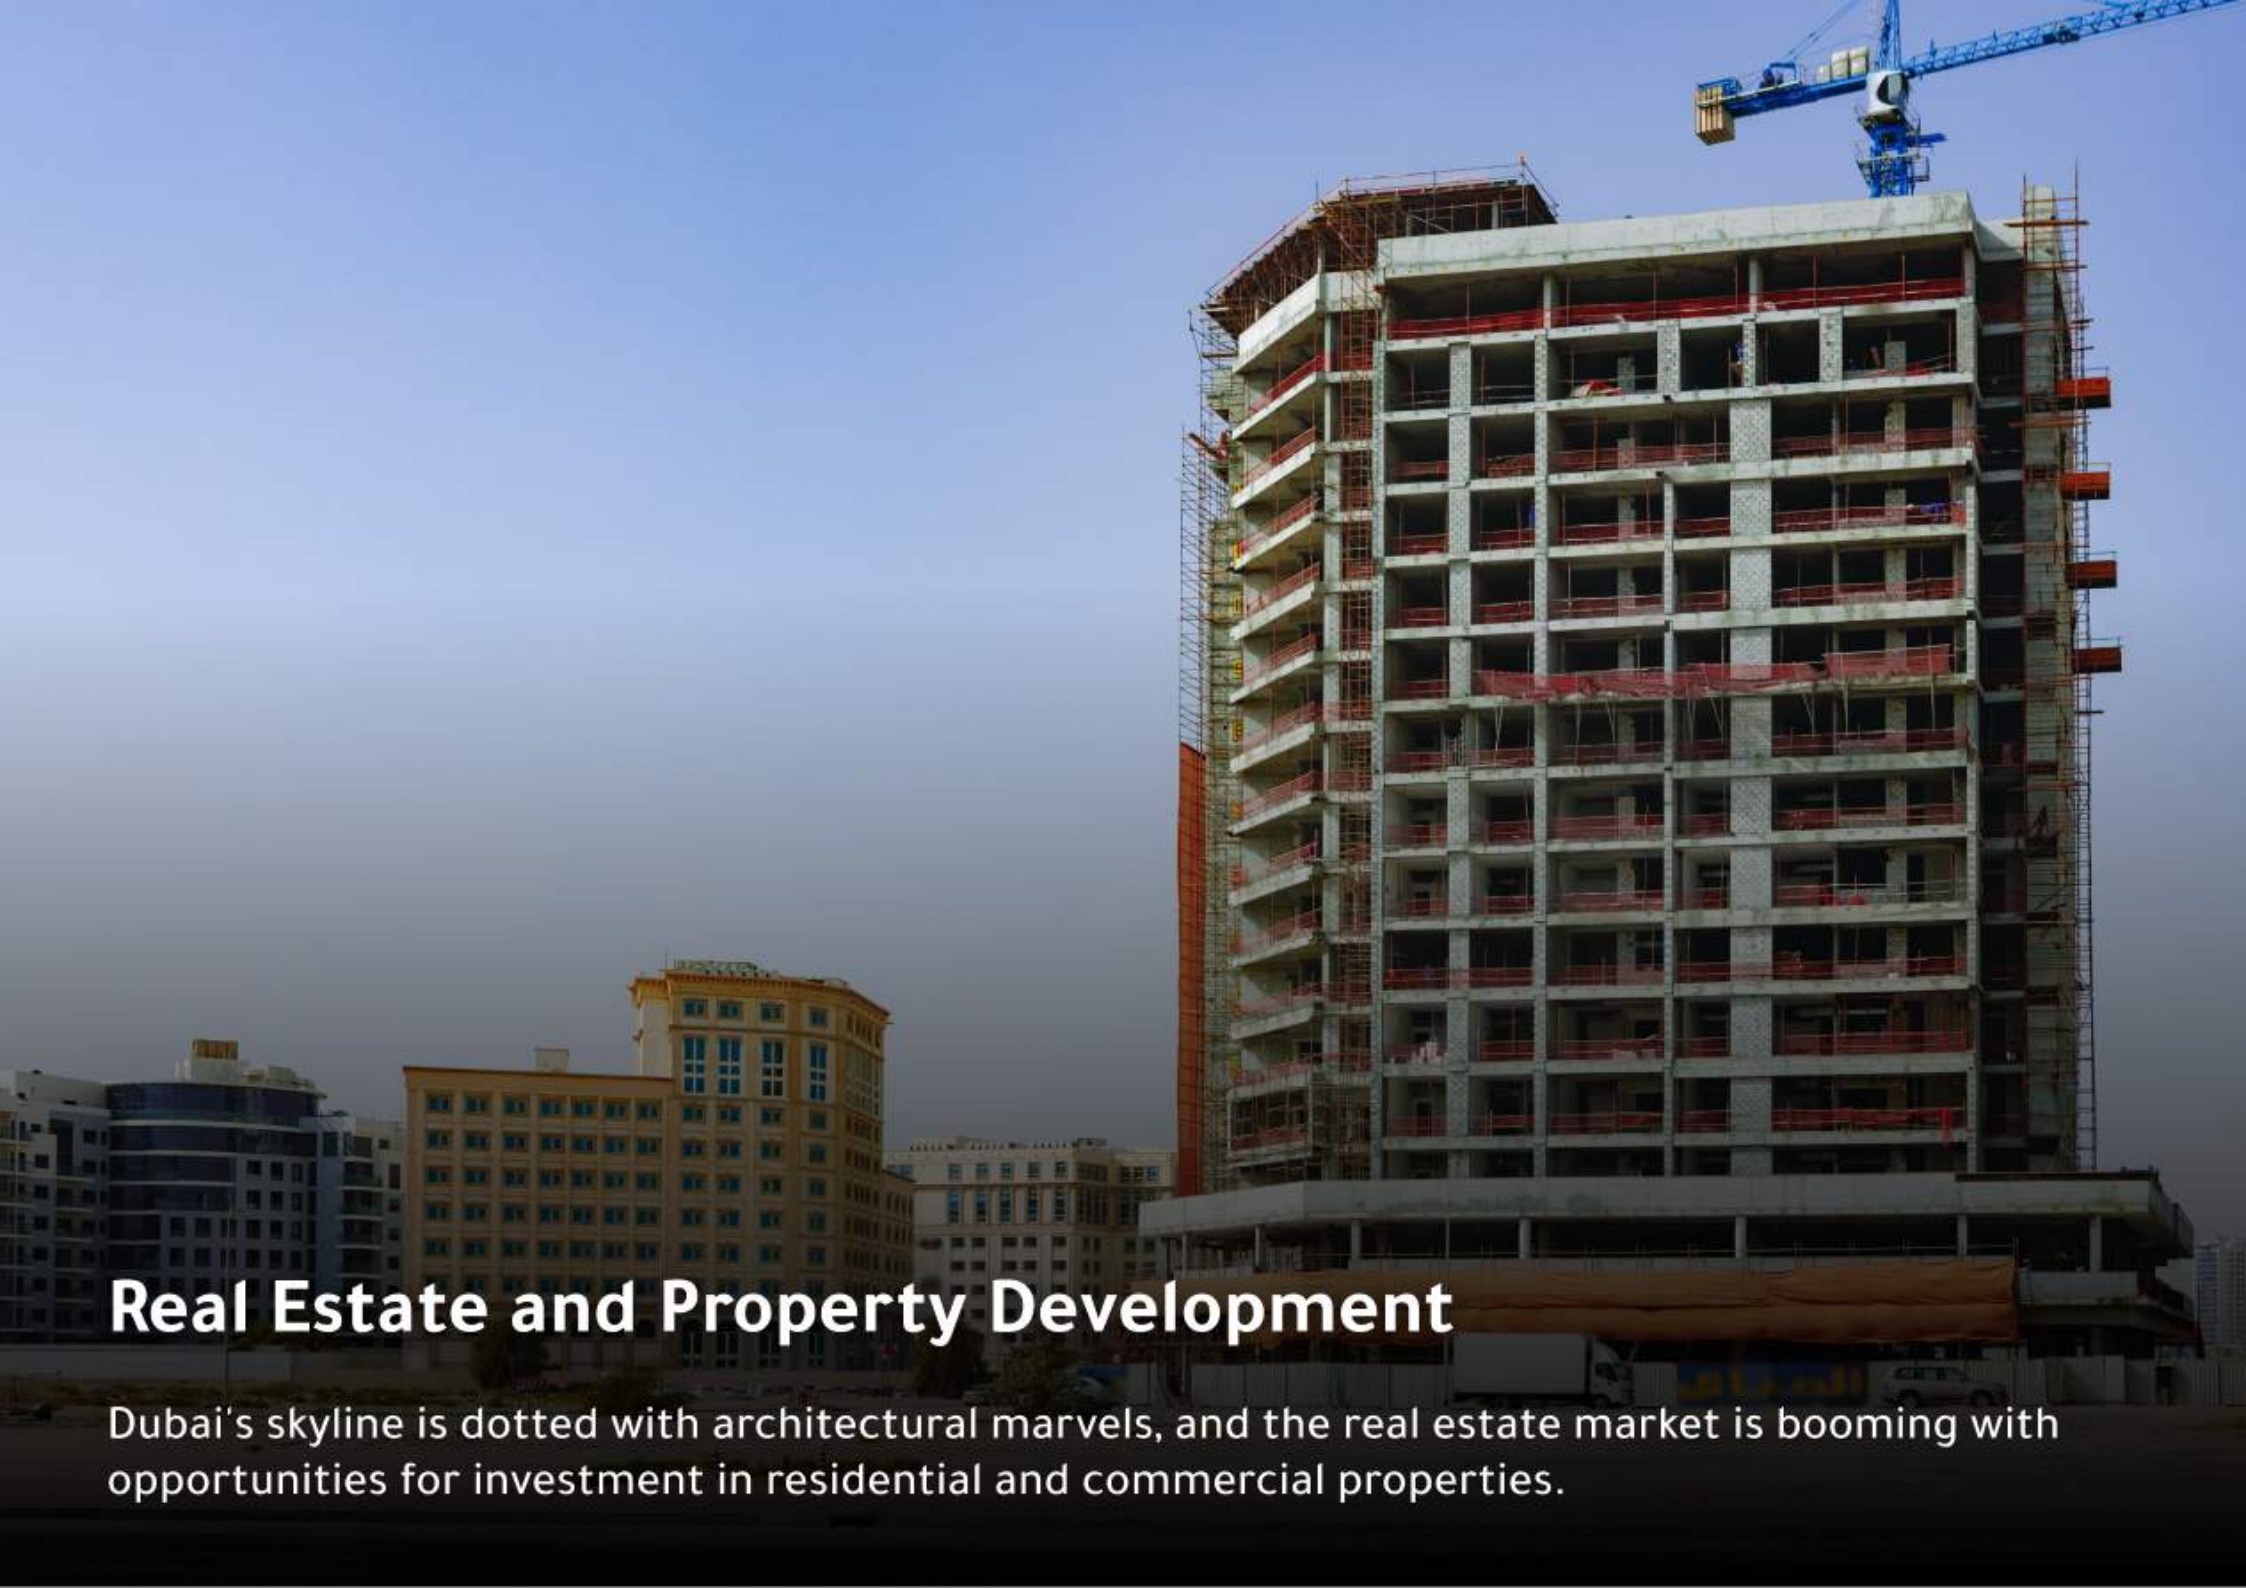 Real Estate and Property Development
Dubai's skyline is dotted with architectural marvels, and the real estate market is booming with
opportunities for investment in residential and commercial properties.